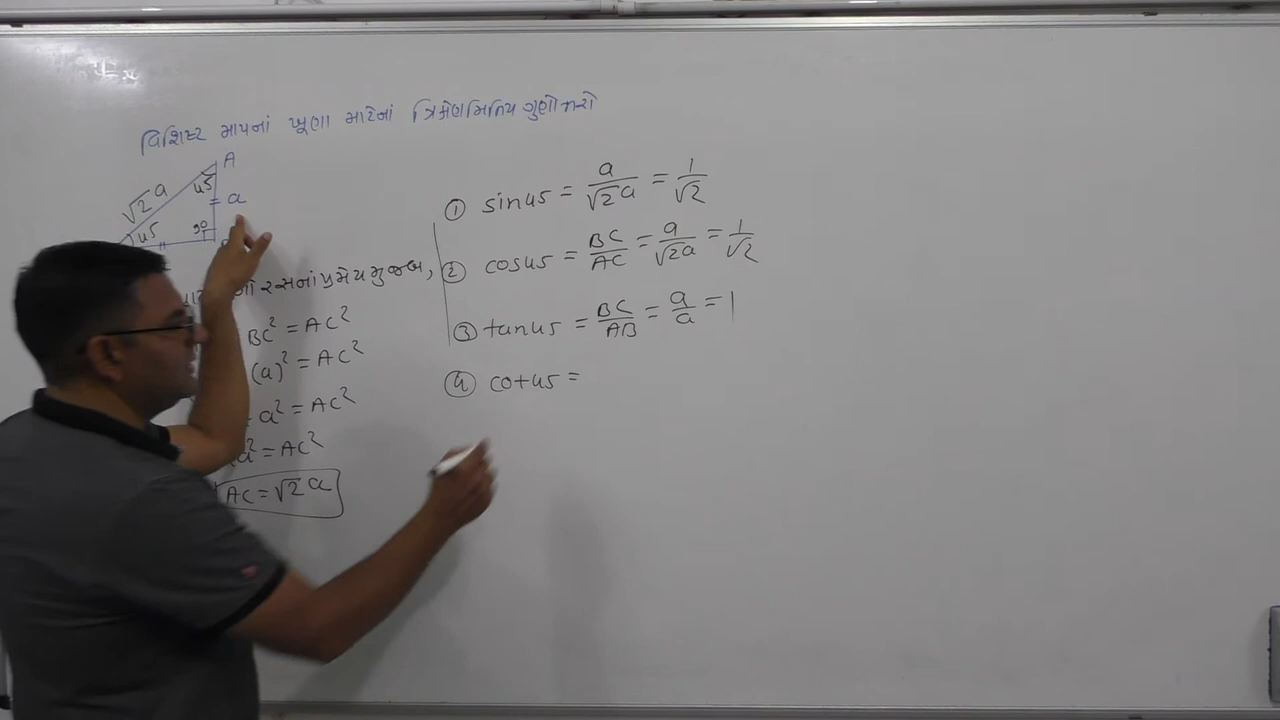 વિશિષ્ટ માપનાં ખૂણા માટેનાં ત્રિકોણમિતિય ગુણોત્તરો
A
√2 a
45
a
45
90
રસનાં પ્રમેય મુજબ,
BC² = AC²
(a)² = AC²
a² = AC²
a² = AC²
AC = √2 a
① sin45 = a/√2a = 1/√2
② cos45 = BC/AC = a/√2a = 1/√2
③ tan45 = BC/AB = a/a = 1
④ cot45 =